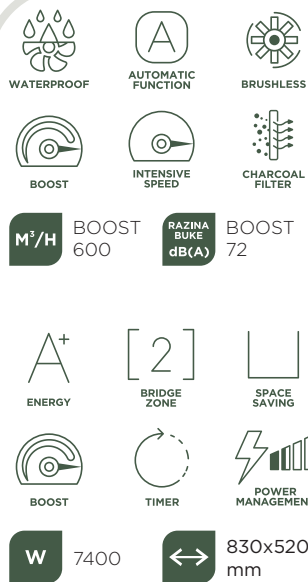 WATERPROOF
A
AUTOMATIC
FUNCTION
BRUSHLESS
BOOST
INTENSIVE
SPEED
CHARCOAL
FILTER
M³/H
BOOST
600
RAZINA
BUKE
dB(A)
BOOST
72
A+
ENERGY
[2]
BRIDGE
ZONE
SPACE
SAVING
BOOST
TIMER
POWER
MANAGEMEN
W
7400
830x520
mm